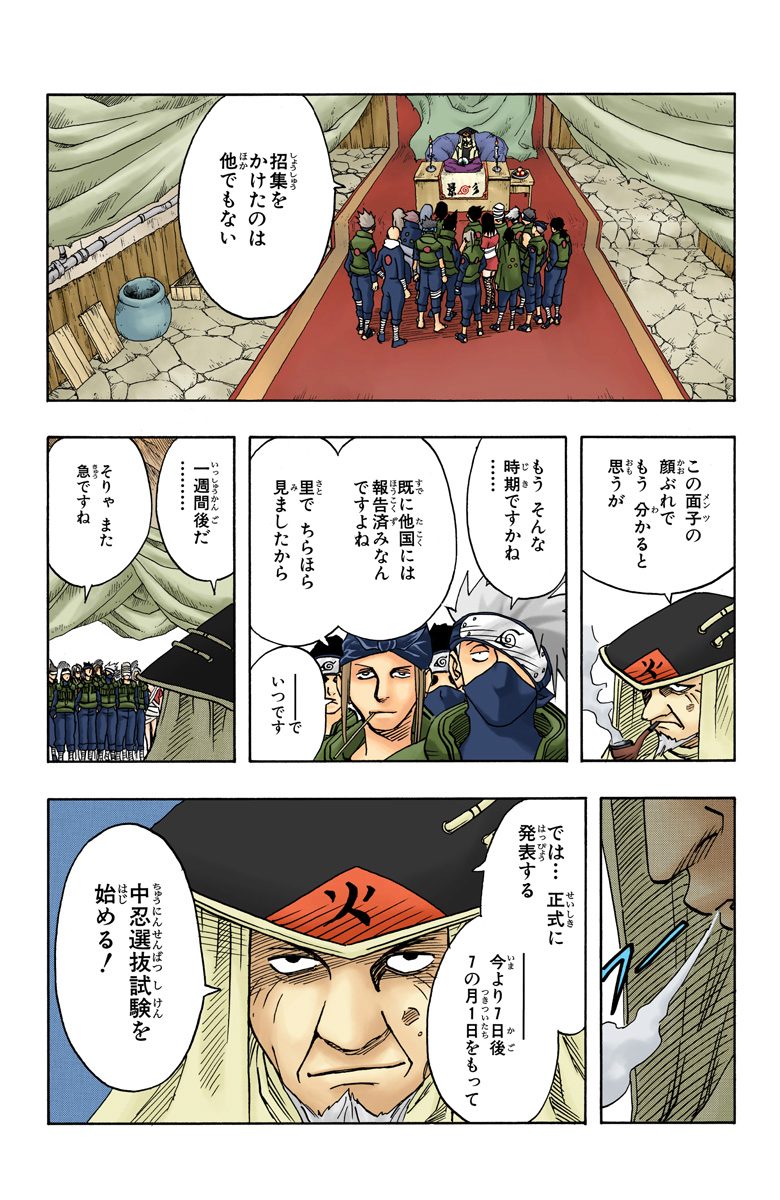 招集を
かけたのは
他でもない
この面子の
顔ぶれで
もう 分かると
思うが
もう そんな
時期ですかね
………
既に他国には
報告済みなん
ですよね
里で ちらほら
見ましたから
──で
いつです
一週間後だ
………
そりゃ また
急ですね
フー
では… 正式に
発表する
──今より7日後
7の月1日をもって
火
中忍選抜試験を
始める!